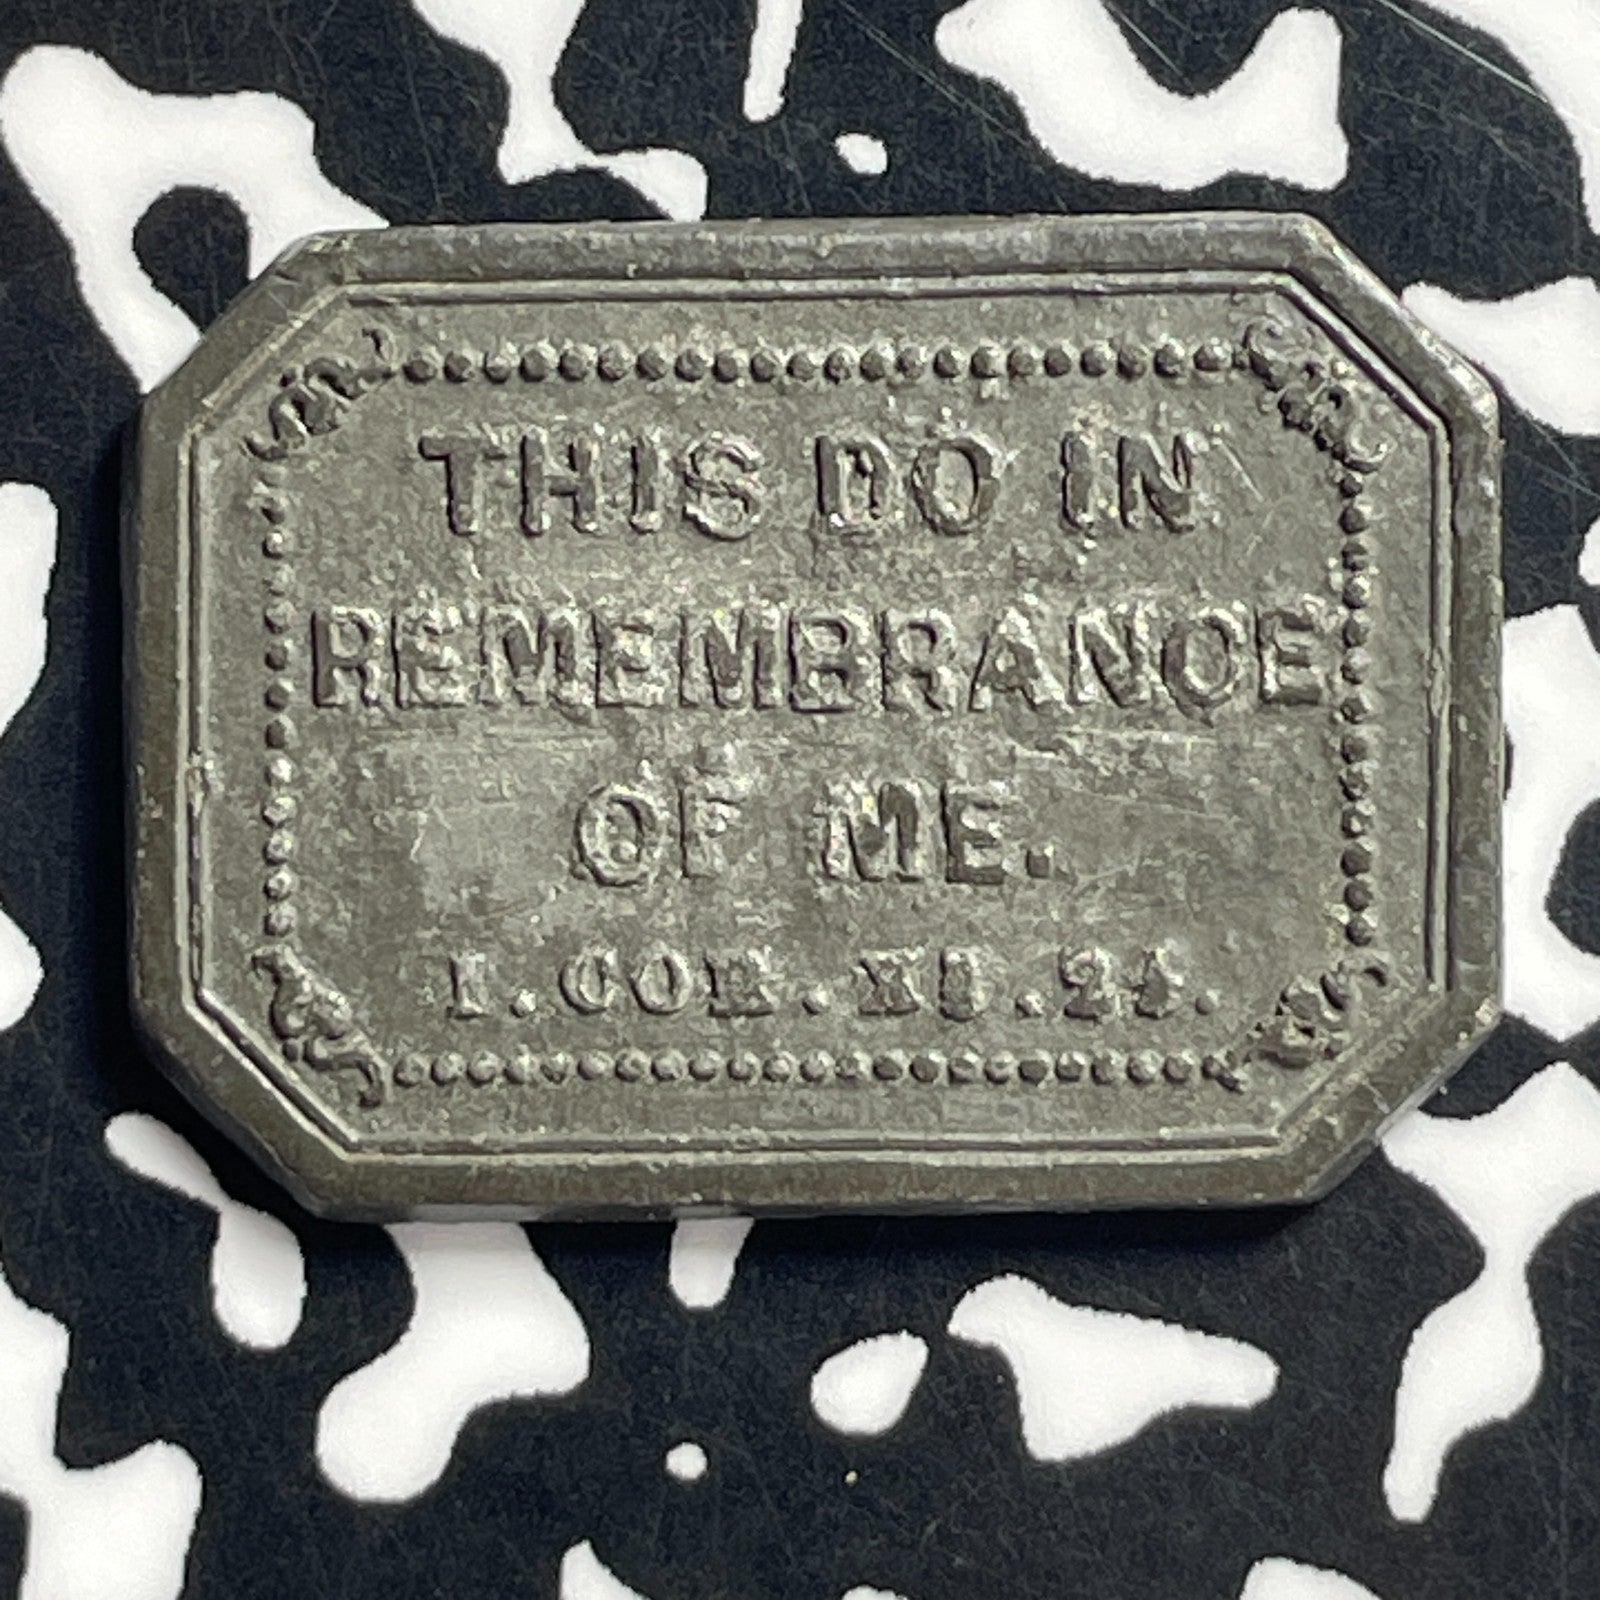 THIS DO IN
REMEMBRANCE
OF ME.
I. COR. XI. 24.